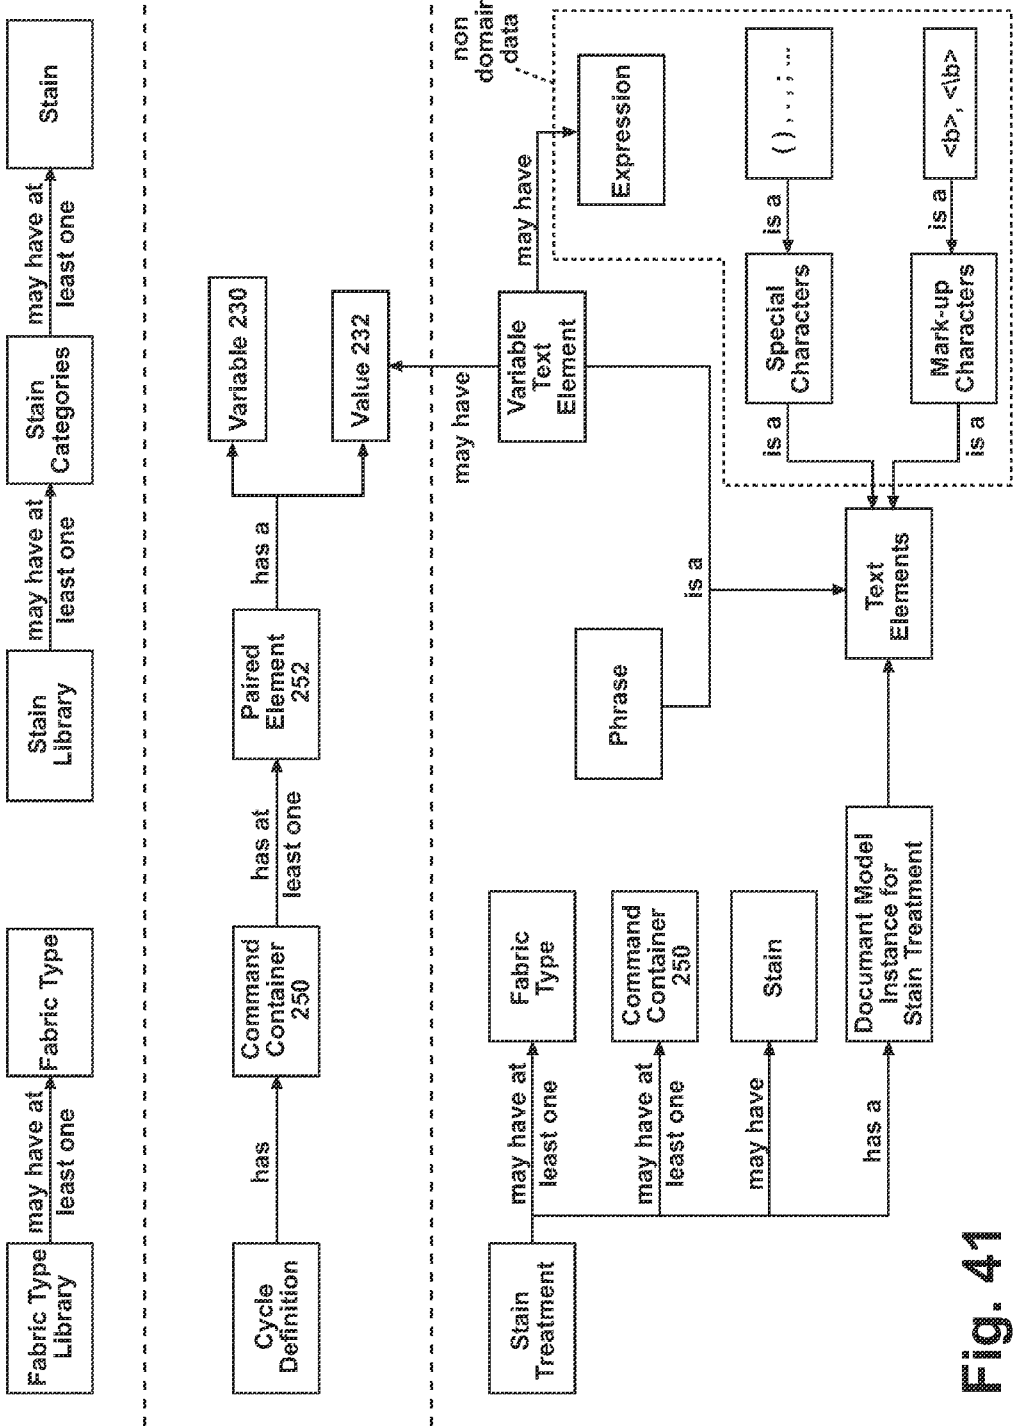 Fabric Type
Library
may have at
least one
Fabric Type
Stain
Library
may have at
least one
Stain
Categories
may have at
least one
Stain
Cycle
Definition
has
Command
Container
250
has at
least one
Paired
Element
252
has a
Variable 230
Value 232
Stain
Treatment
may have at
least one
Fabric
Type
may have at
least one
Command
Container
250
may have
Stain
has a
Documant Model
Instance for
Stain Treatment
Phrase
is a
Text
Elements
may have
Variable
Text
Element
may have
Expression
non
domain
data
is a
Special
Characters
is a
( ) , . , ; , ...
is a
Mark-up
Characters
is a
<b>, <\b>
Fig. 41